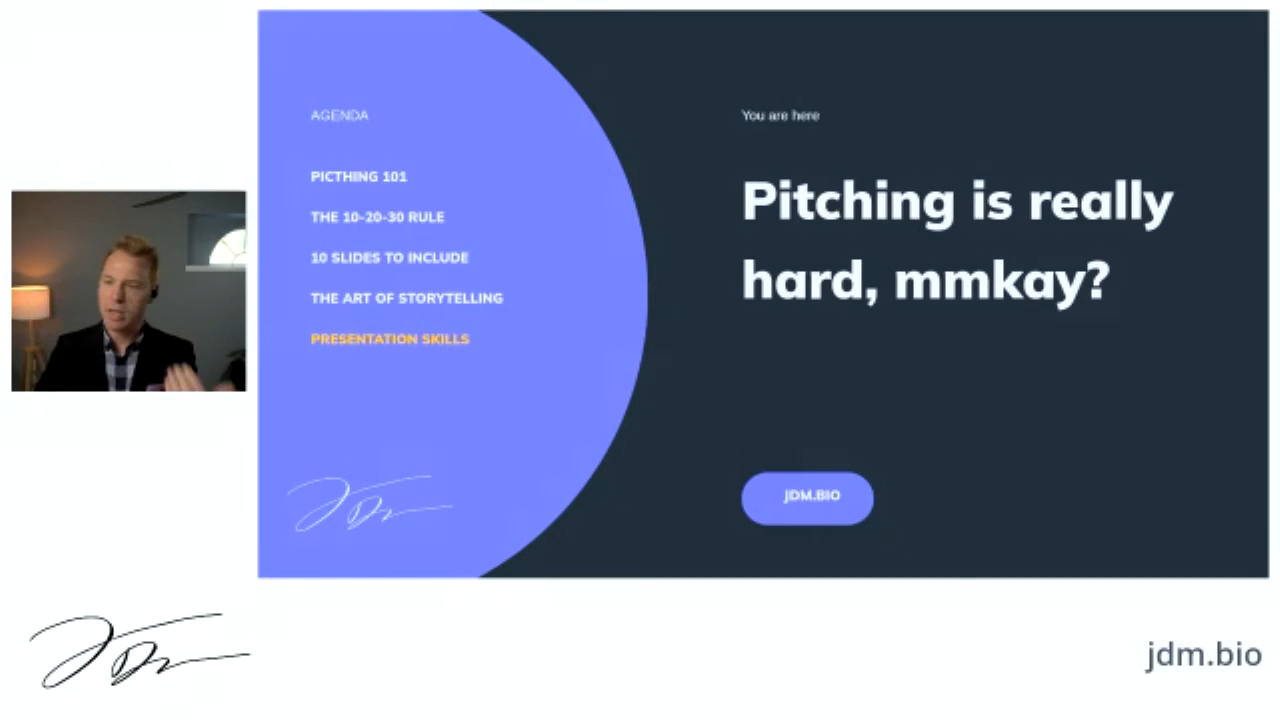 AGENDA
PICTHING 101
THE 10-20-30 RULE
10 SLIDES TO INCLUDE
THE ART OF STORYTELLING
PRESENTATION SKILLS
You are here
Pitching is really
hard, mmkay?
JDM.BIO
jdm.bio